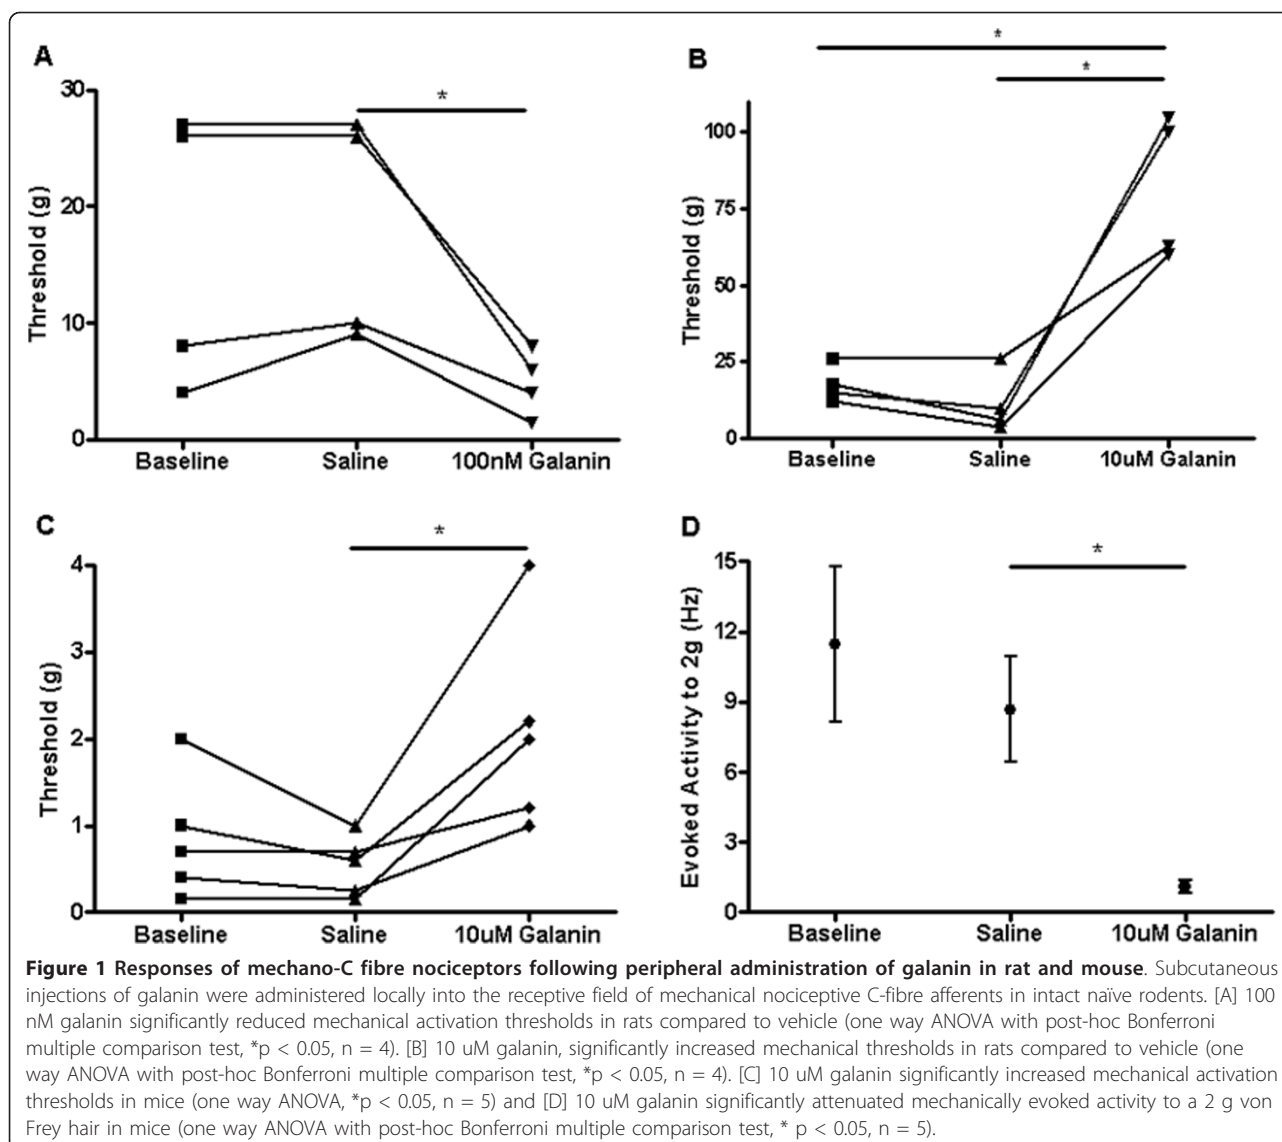 A
B
*
*
*
30
20
10
0
Threshold (g)
Baseline
Saline
100nM Galanin
100
75
50
25
0
Threshold (g)
Baseline
Saline
10uM Galanin
C
D
*
*
4
3
2
1
0
Threshold (g)
Baseline
Saline
10uM Galanin
15
12
9
6
3
0
Evoked Activity to 2g (Hz)
Baseline
Saline
10uM Galanin
Figure 1 Responses of mechano-C fibre nociceptors following peripheral administration of galanin in rat and mouse. Subcutaneous
injections of galanin were administered locally into the receptive field of mechanical nociceptive C-fibre afferents in intact naïve rodents. [A] 100
nM galanin significantly reduced mechanical activation thresholds in rats compared to vehicle (one way ANOVA with post-hoc Bonferroni
multiple comparison test, *p < 0.05, n = 4). [B] 10 uM galanin, significantly increased mechanical thresholds in rats compared to vehicle (one
way ANOVA with post-hoc Bonferroni multiple comparison test, *p < 0.05, n = 4). [C] 10 uM galanin significantly increased mechanical activation
thresholds in mice (one way ANOVA, *p < 0.05, n = 5) and [D] 10 uM galanin significantly attenuated mechanically evoked activity to a 2 g von
Frey hair in mice (one way ANOVA with post-hoc Bonferroni multiple comparison test, * p < 0.05, n = 5).